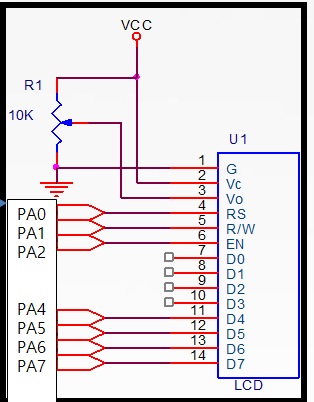 VCC
R1
10K
U1
1 G
2 Vc
3 Vo
PA0 4 RS
PA1 5 R/W
PA2 6 EN
7 D0
8 D1
9 D2
10 D3
PA4 11 D4
PA5 12 D5
PA6 13 D6
PA7 14 D7
LCD